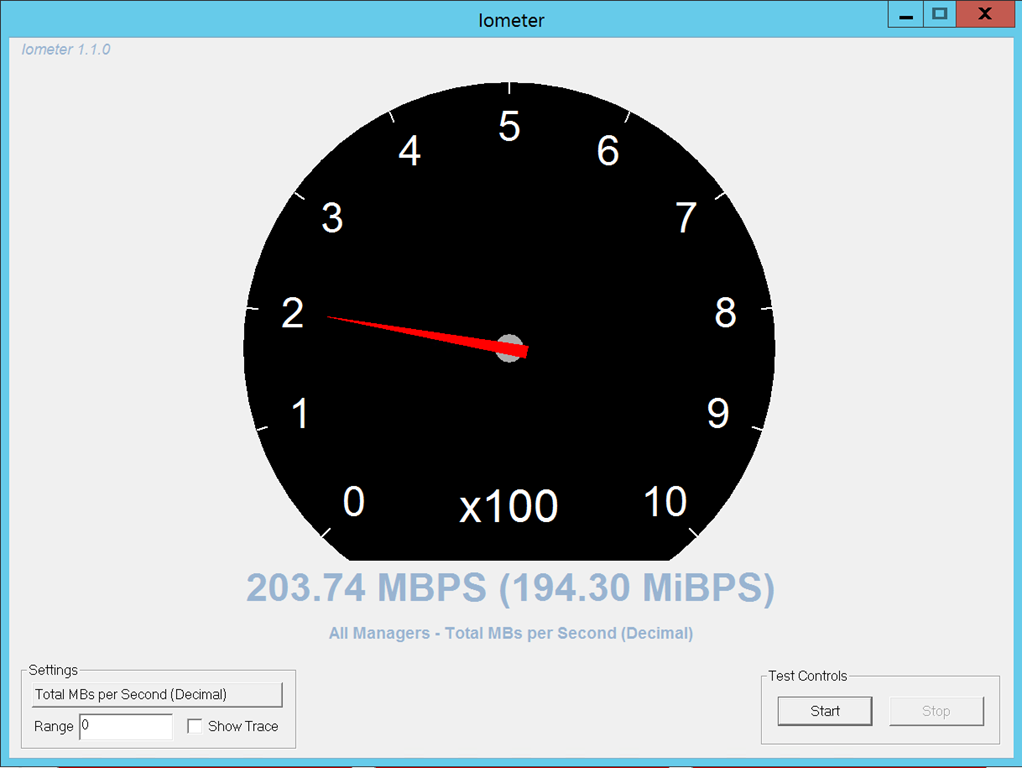 Iometer
Iometer 1.1.0
5
4
6
3
7
2
8
1
9
0
x100
10
203.74 MBPS (194.30 MiBPS)
All Managers - Total MBs per Second (Decimal)
Settings
Total MBs per Second (Decimal)
Range 0 Show Trace
Test Controls
Start Stop